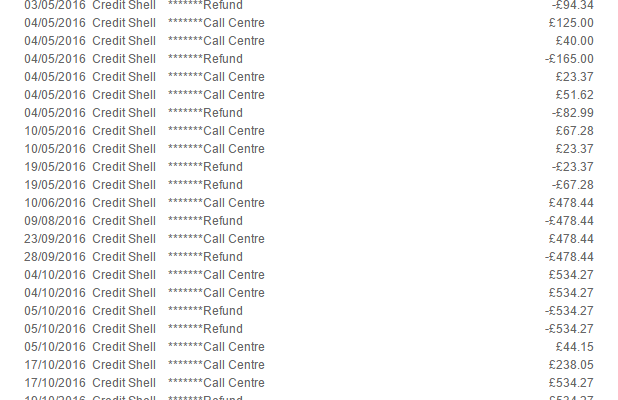 03/05/2016 Credit Shell *******Refund -£94.34
04/05/2016 Credit Shell *******Call Centre £125.00
04/05/2016 Credit Shell *******Call Centre £40.00
04/05/2016 Credit Shell *******Refund -£165.00
04/05/2016 Credit Shell *******Call Centre £23.37
04/05/2016 Credit Shell *******Call Centre £51.62
04/05/2016 Credit Shell *******Refund -£82.99
10/05/2016 Credit Shell *******Call Centre £67.28
10/05/2016 Credit Shell *******Call Centre £23.37
19/05/2016 Credit Shell *******Refund -£23.37
19/05/2016 Credit Shell *******Refund -£67.28
10/06/2016 Credit Shell *******Call Centre £478.44
09/08/2016 Credit Shell *******Refund -£478.44
23/09/2016 Credit Shell *******Call Centre £478.44
28/09/2016 Credit Shell *******Refund -£478.44
04/10/2016 Credit Shell *******Call Centre £534.27
04/10/2016 Credit Shell *******Call Centre £534.27
05/10/2016 Credit Shell *******Refund -£534.27
05/10/2016 Credit Shell *******Refund -£534.27
05/10/2016 Credit Shell *******Call Centre £44.15
17/10/2016 Credit Shell *******Call Centre £238.05
17/10/2016 Credit Shell *******Call Centre £534.27
Credit Shell *******Refund -£534.27